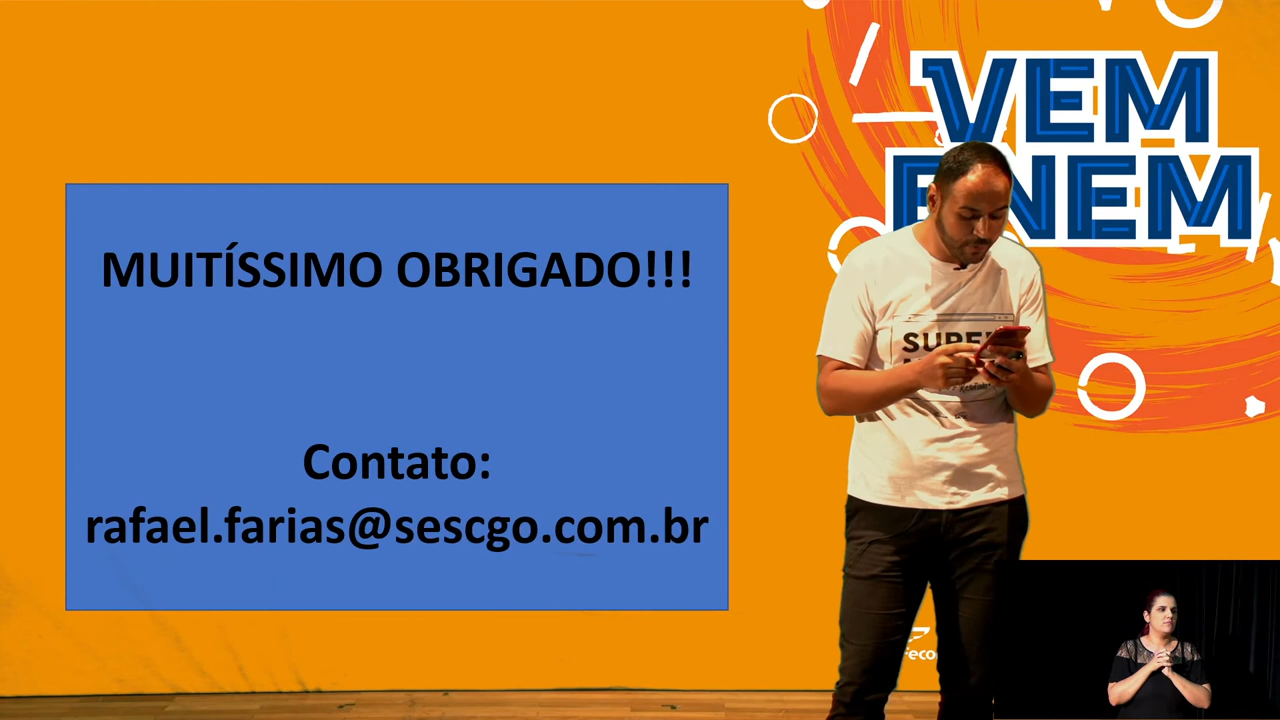 VEM
ENEM
MUITÍSSIMO OBRIGADO!!!
Contato:
rafael.farias@sescgo.com.br